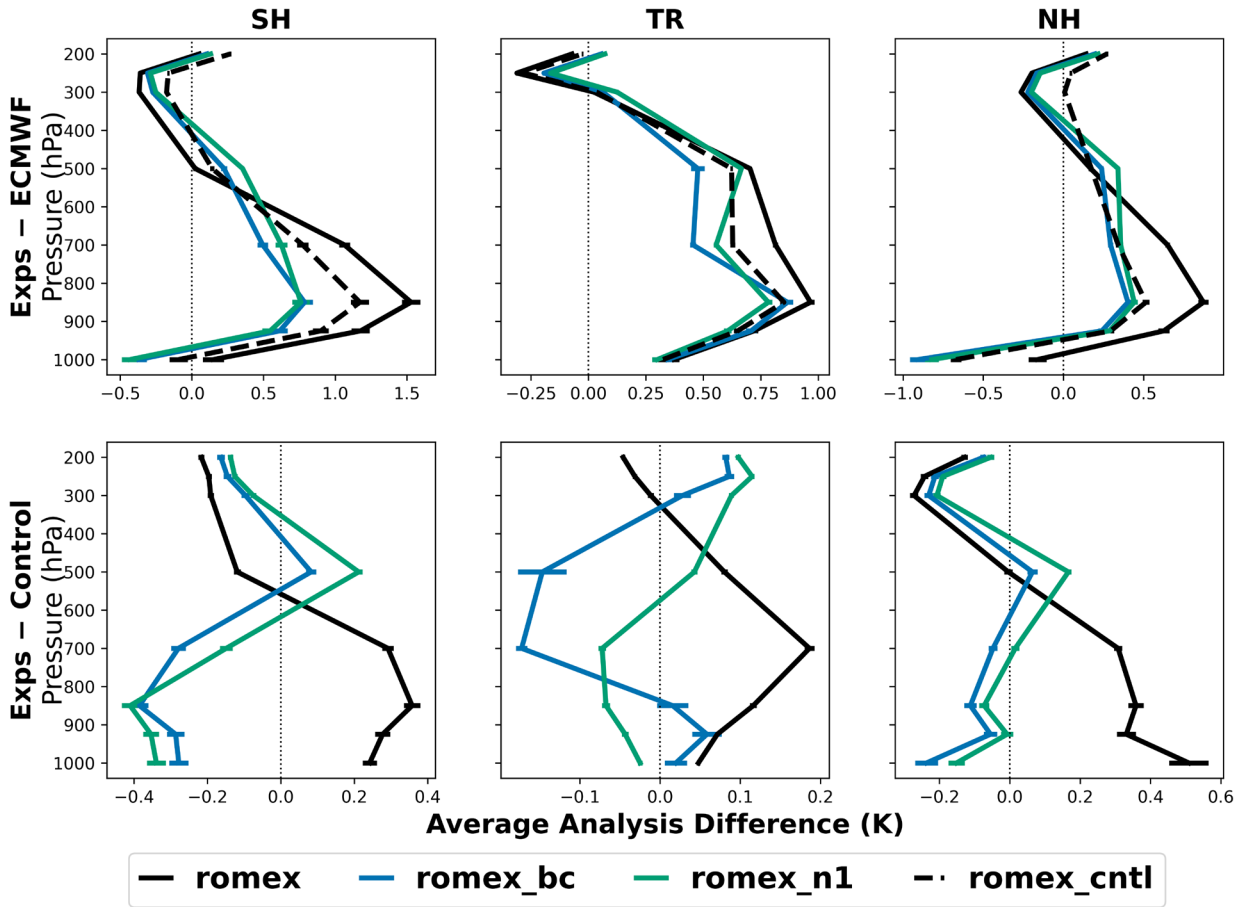 SH
TR
NH
Exps − ECMWF
Pressure (hPa)
200
300
400
500
600
700
800
900
1000
−0.5 0.0 0.5 1.0 1.5
−0.25 0.00 0.25 0.50 0.75 1.00
−1.0 −0.5 0.0 0.5
Exps − Control
Pressure (hPa)
200
300
400
500
600
700
800
900
1000
−0.4 −0.2 0.0 0.2 0.4
−0.1 0.0 0.1 0.2
−0.2 0.0 0.2 0.4 0.6
Average Analysis Difference (K)
romex romex_bc romex_n1 romex_cntl